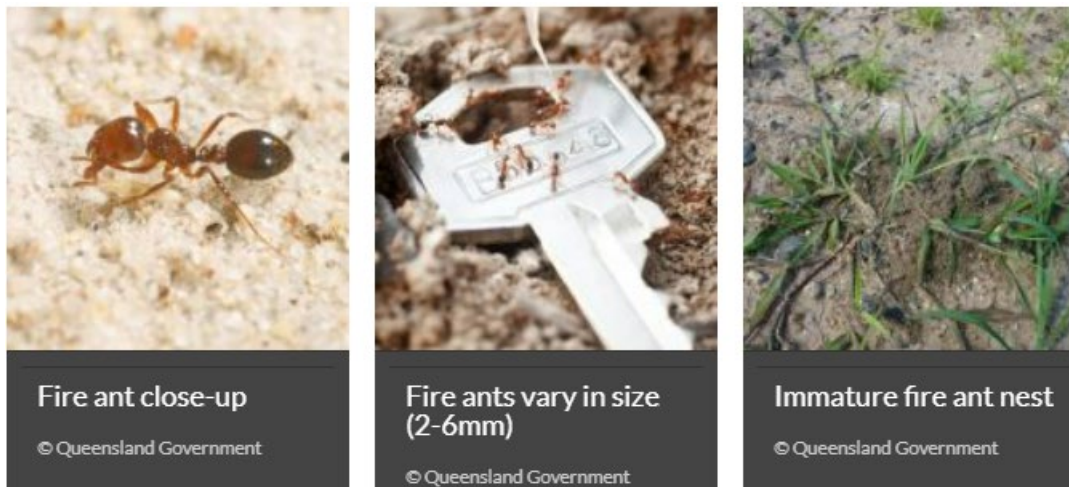 Fire ant close-up
© Queensland Government
Fire ants vary in size
(2-6mm)
© Queensland Government
Immature fire ant nest
© Queensland Government